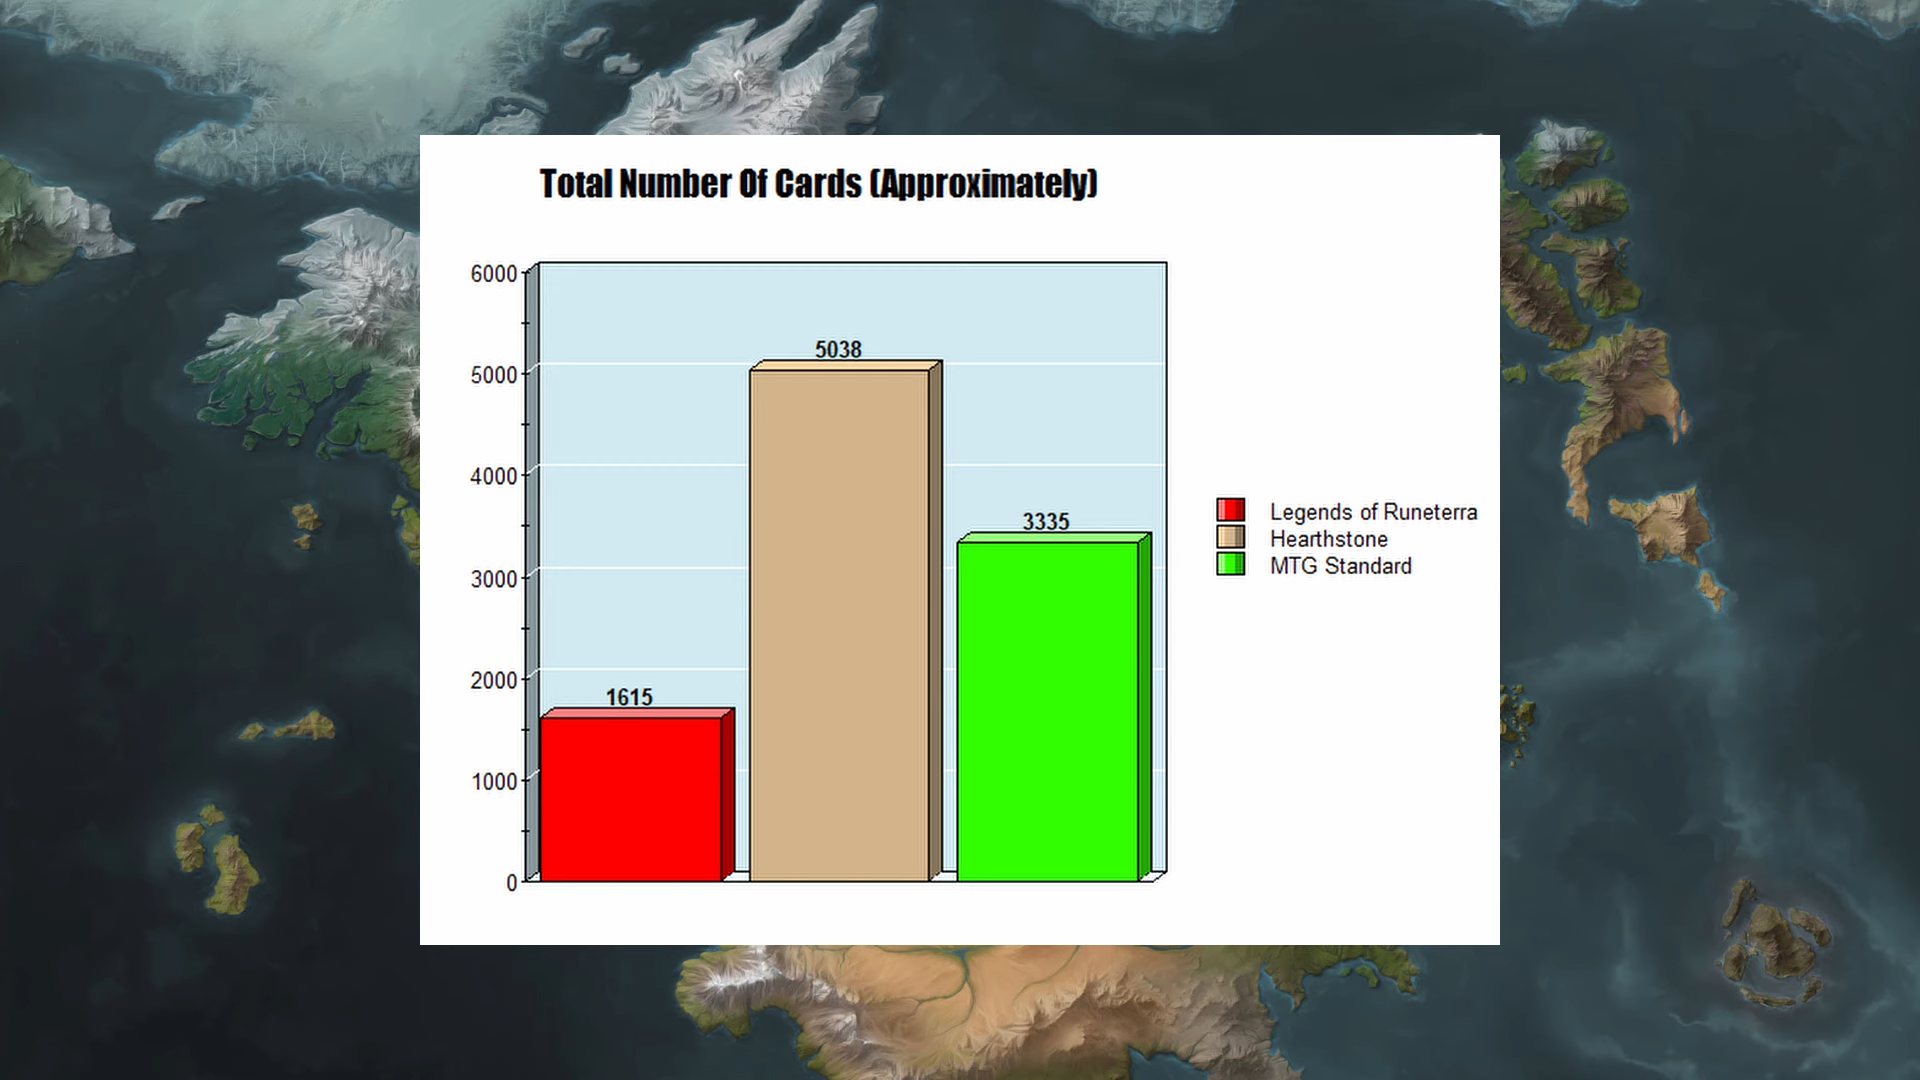 Total Number Of Cards (Approximately)
6000
5000
4000
3000
2000
1000
0
5038
3335
1615
Legends of Runeterra
Hearthstone
MTG Standard